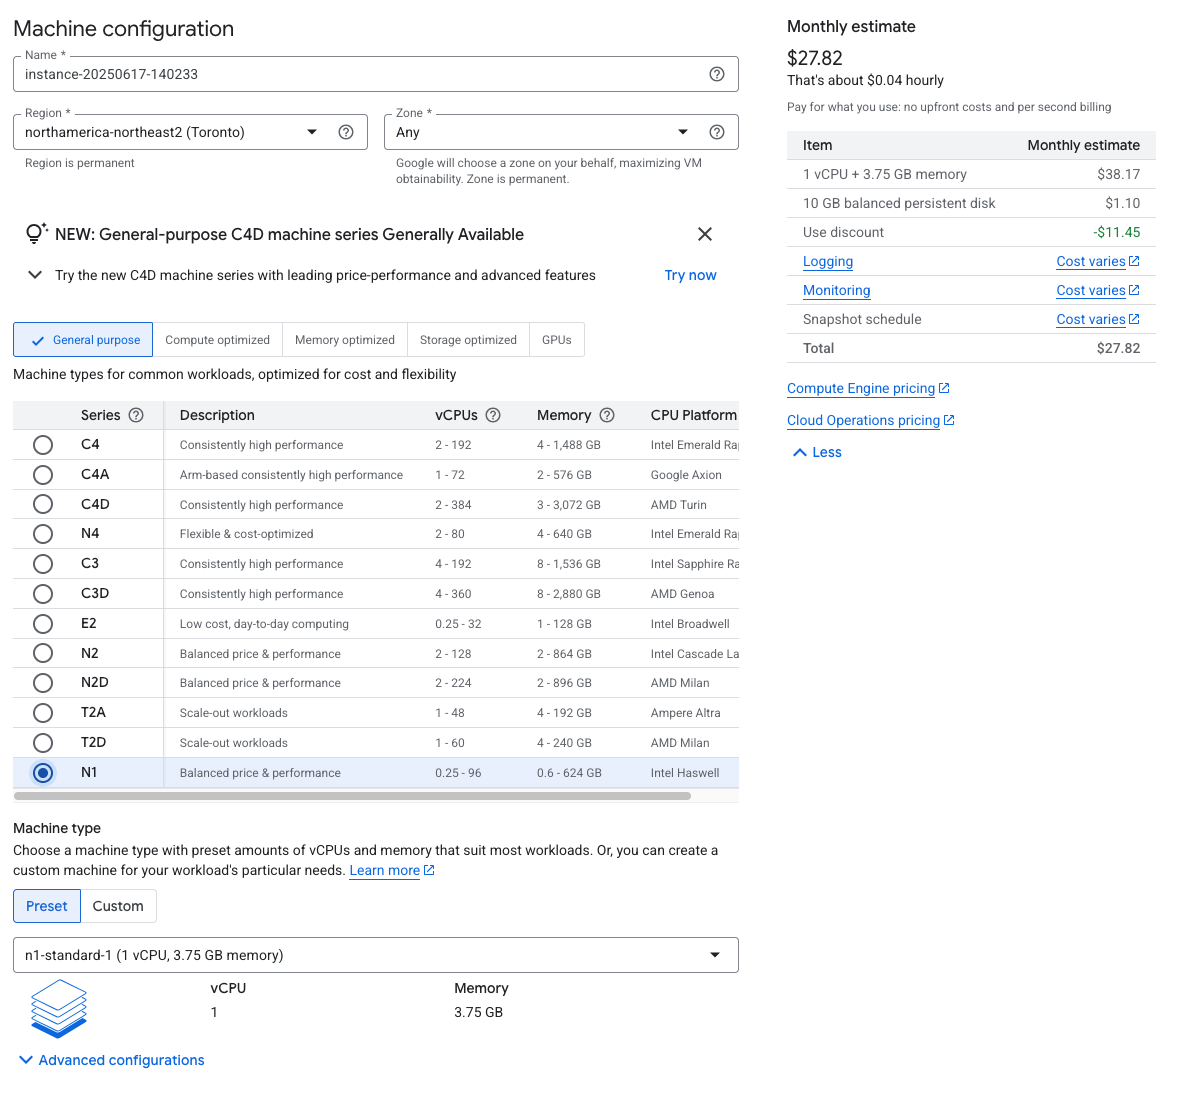 Machine configuration
Name *
instance-20250617-140233
Region *
northamerica-northeast2 (Toronto)
Region is permanent
Zone *
Any
Google will choose a zone on your behalf, maximizing VM
obtainability. Zone is permanent.
NEW: General-purpose C4D machine series Generally Available
Try the new C4D machine series with leading price-performance and advanced features Try now
General purpose Compute optimized Memory optimized Storage optimized GPUs
Machine types for common workloads, optimized for cost and flexibility
Series Description vCPUs Memory CPU Platform
C4 Consistently high performance 2 - 192 4 - 1,488 GB Intel Emerald Ra
C4A Arm-based consistently high performance 1 - 72 2 - 576 GB Google Axion
C4D Consistently high performance 2 - 384 3 - 3,072 GB AMD Turin
N4 Flexible & cost-optimized 2 - 80 4 - 640 GB Intel Emerald Ra
C3 Consistently high performance 4 - 192 8 - 1,536 GB Intel Sapphire Ra
C3D Consistently high performance 4 - 360 8 - 2,880 GB AMD Genoa
E2 Low cost, day-to-day computing 0.25 - 32 1 - 128 GB Intel Broadwell
N2 Balanced price & performance 2 - 128 2 - 864 GB Intel Cascade La
N2D Balanced price & performance 2 - 224 2 - 896 GB AMD Milan
T2A Scale-out workloads 1 - 48 4 - 192 GB Ampere Altra
T2D Scale-out workloads 1 - 60 4 - 240 GB AMD Milan
N1 Balanced price & performance 0.25 - 96 0.6 - 624 GB Intel Haswell
Machine type
Choose a machine type with preset amounts of vCPUs and memory that suit most workloads. Or, you can create a
custom machine for your workload's particular needs. Learn more
Preset Custom
n1-standard-1 (1 vCPU, 3.75 GB memory)
vCPU Memory
1 3.75 GB
Advanced configurations
Monthly estimate
$27.82
That's about $0.04 hourly
Pay for what you use: no upfront costs and per second billing
Item Monthly estimate
1 vCPU + 3.75 GB memory $38.17
10 GB balanced persistent disk $1.10
Use discount -$11.45
Logging Cost varies
Monitoring Cost varies
Snapshot schedule Cost varies
Total $27.82
Compute Engine pricing
Cloud Operations pricing
Less